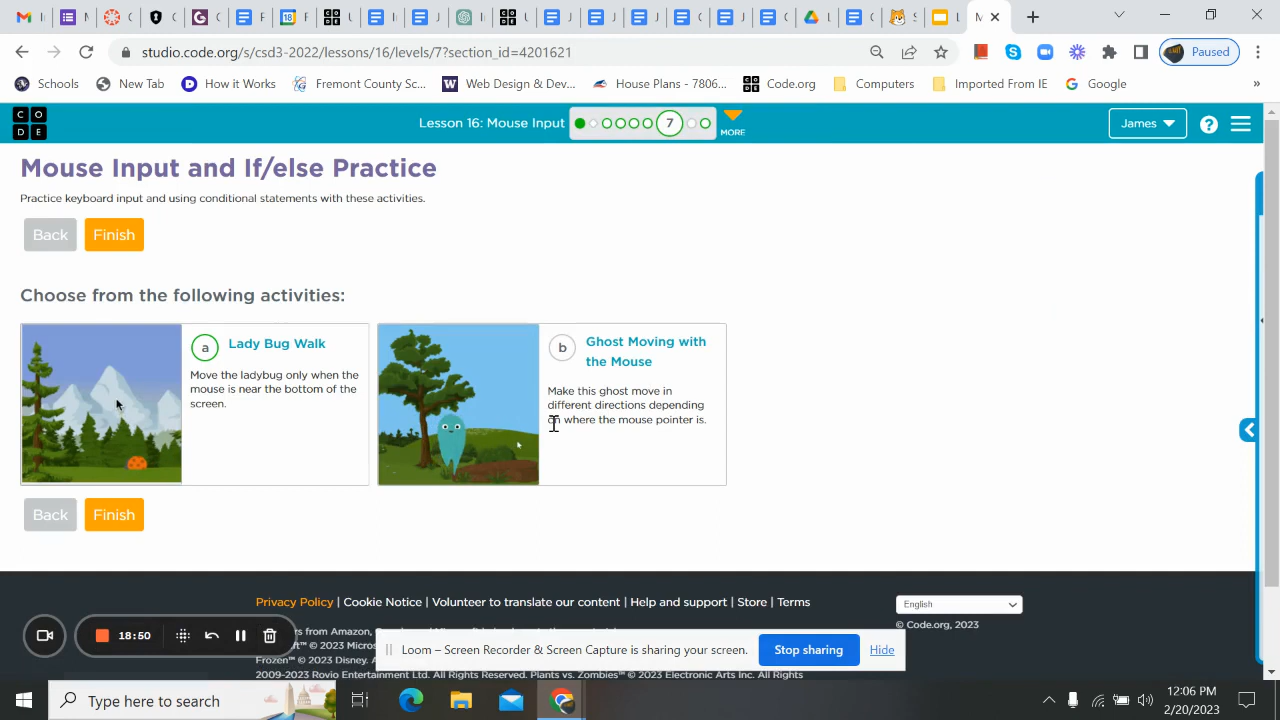 M
studio.code.org/s/csd3-2022/lessons/16/levels/7?section_id=4201621
Paused
Schools
New Tab
How it Works
Fremont County Sc...
Web Design & Dev...
House Plans - 7806...
Code.org
Computers
Imported From IE
Google
»
C O
D E
Lesson 16: Mouse Input
7
MORE
James
?
Mouse Input and If/else Practice
Practice keyboard input and using conditional statements with these activities.
Back
Finish
Choose from the following activities:
a
Lady Bug Walk
Move the ladybug only when the
mouse is near the bottom of the
screen.
b
Ghost Moving with
the Mouse
Make this ghost move in
different directions depending
on where the mouse pointer is.
Back
Finish
Privacy Policy | Cookie Notice | Volunteer to translate our content | Help and support | Store | Terms
English
© Code.org, 2023
18:50
Loom – Screen Recorder & Screen Capture is sharing your screen.
Stop sharing
Hide
2009-2023 Rovio Entertainment Ltd. All Rights Reserved. Plants vs. Zombies™ © 2023 Electronic Arts Inc. All
Type here to search
12:06 PM
2/20/2023